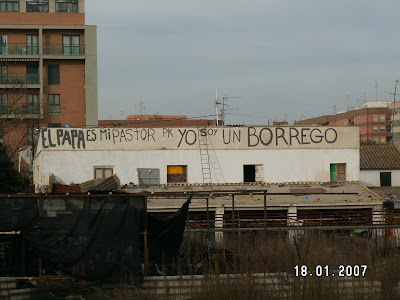 EL PAPA ES MI PASTOR PK YO SOY UN BORREGO
18.01.2007